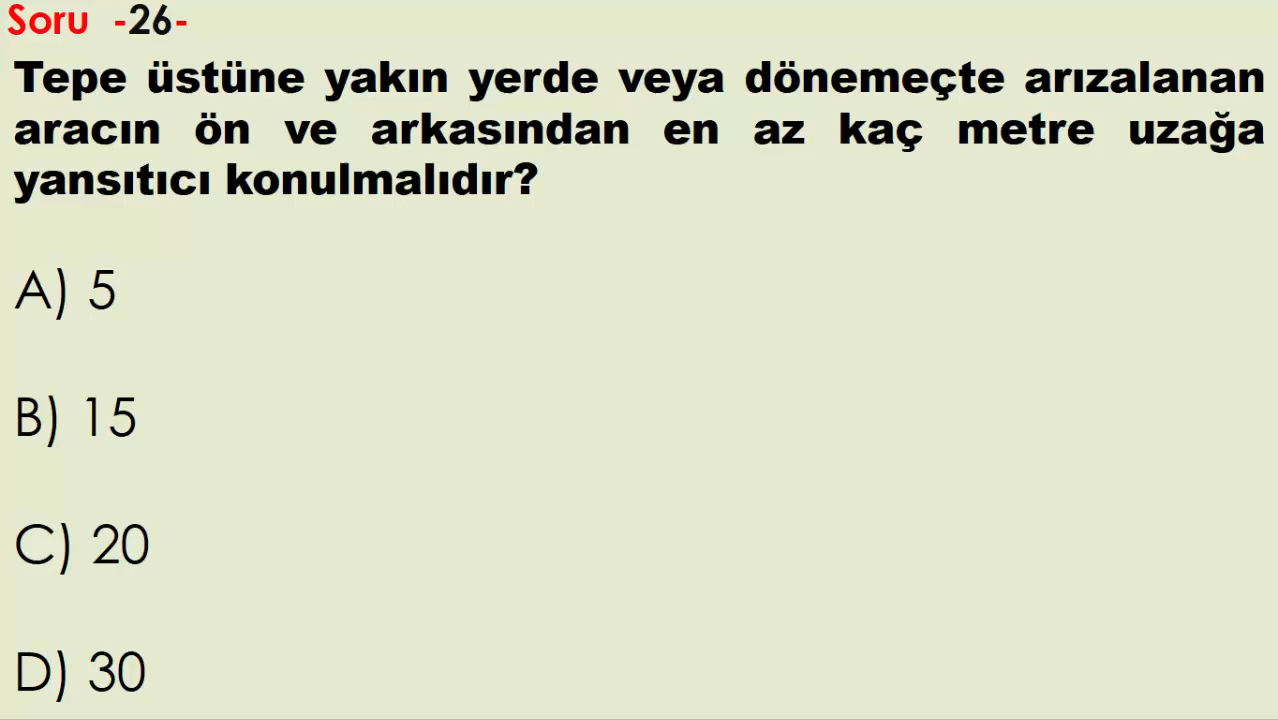 Soru -26-
Tepe üstüne yakın yerde veya dönemeçte arızalanan
aracın ön ve arkasından en az kaç metre uzağa
yansıtıcı konulmalıdır?
A) 5
B) 15
C) 20
D) 30